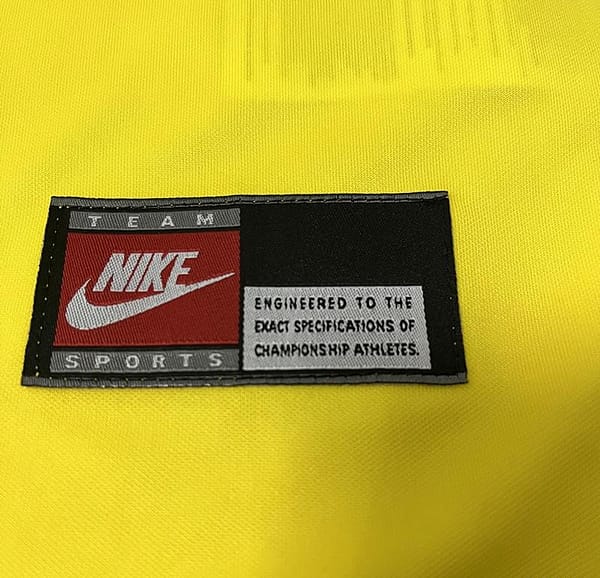 TEAM
NIKE
SPORTS
ENGINEERED TO THE
EXACT SPECIFICATIONS OF
CHAMPIONSHIP ATHLETES.